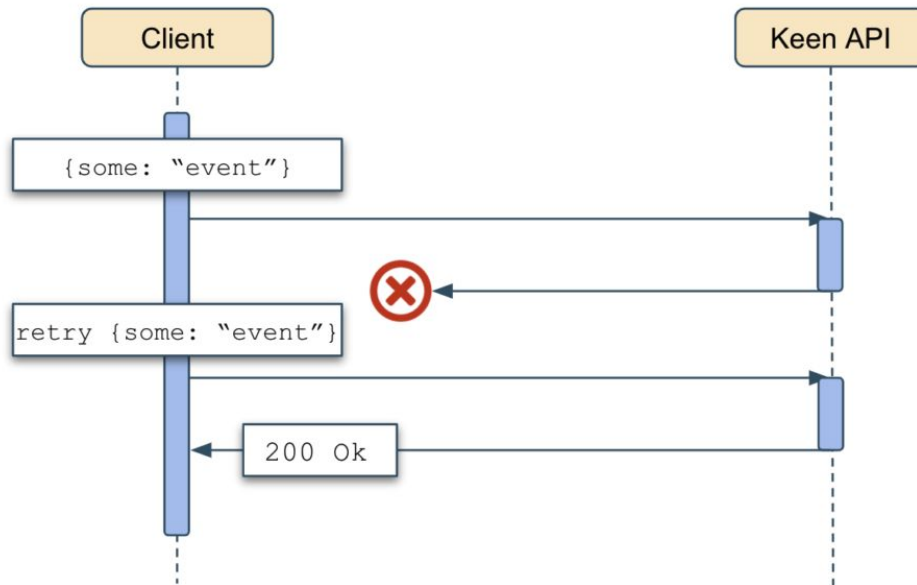 Client
Keen API
{some: “event”}
retry {some: “event”}
200 Ok